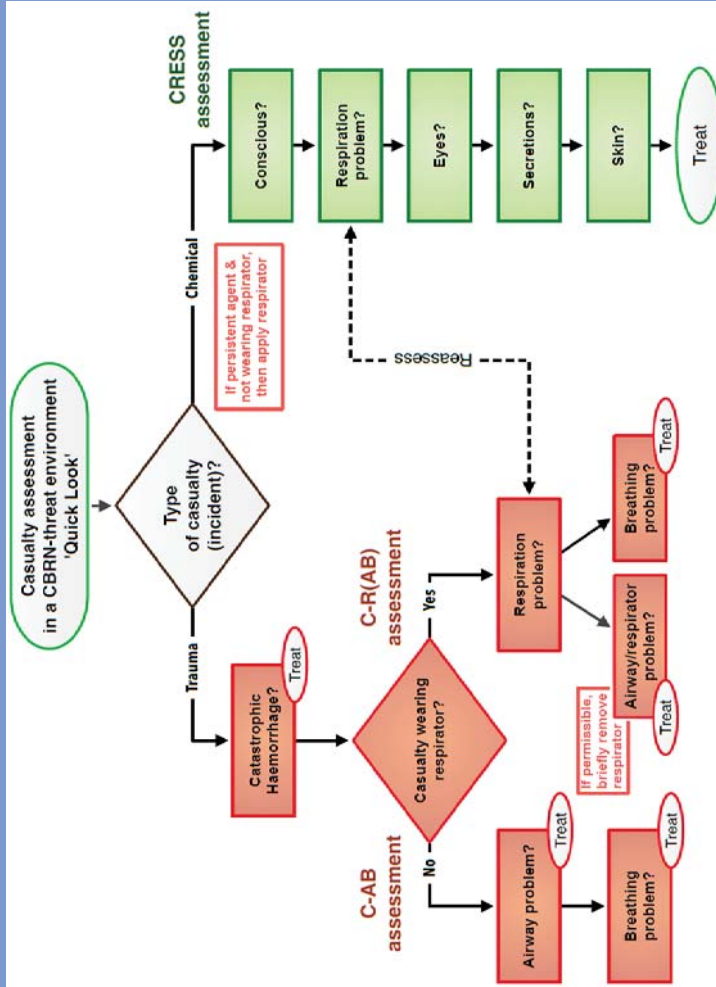 Casualty assessment
in a CBRN-threat environment
'Quick Look'
Type
of casualty
(incident)?
Trauma
Chemical
If persistent agent &
not wearing respirator,
then apply respirator
CRESS
assessment
Conscious?
Respiration
problem?
Eyes?
Secretions?
Skin?
Treat
Reassess
Catastrophic
Haemorrhage?
Treat
Casualty wearing
respirator?
C-AB
assessment
No
Airway problem?
Treat
Breathing
problem?
Treat
C-R(AB)
assessment
Yes
Respiration
problem?
If permissible,
briefly remove
respirator
Airway/respirator
problem?
Treat
Breathing
problem?
Treat